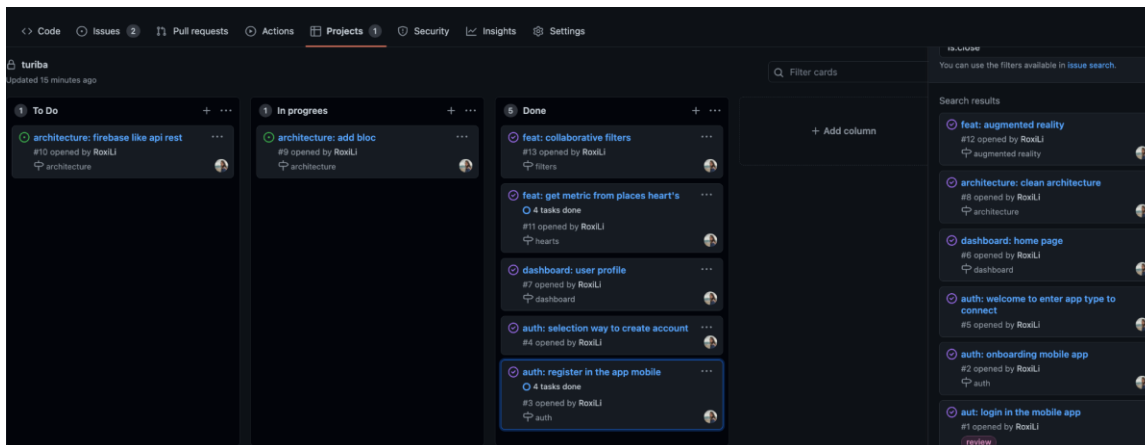 Code
Issues 2
Pull requests
Actions
Projects 1
Security
Insights
Settings
turiba
Updated 15 minutes ago
Filter cards
1 To Do
architecture: firebase like api rest
#10 opened by RoxiLi
architecture
1 In progrees
architecture: add bloc
#9 opened by RoxiLi
architecture
5 Done
feat: collaborative filters
#13 opened by RoxiLi
filters
feat: get metric from places heart's
4 tasks done
#11 opened by RoxiLi
hearts
dashboard: user profile
#7 opened by RoxiLi
dashboard
auth: selection way to create account
#4 opened by RoxiLi
auth: register in the app mobile
4 tasks done
#3 opened by RoxiLi
auth
+ Add column
is:close
You can use the filters available in issue search.
Search results
feat: augmented reality
#12 opened by RoxiLi
augmented reality
architecture: clean architecture
#8 opened by RoxiLi
architecture
dashboard: home page
#6 opened by RoxiLi
dashboard
auth: welcome to enter app type to
connect
#5 opened by RoxiLi
auth: onboarding mobile app
#2 opened by RoxiLi
auth
aut: login in the mobile app
#1 opened by RoxiLi
review